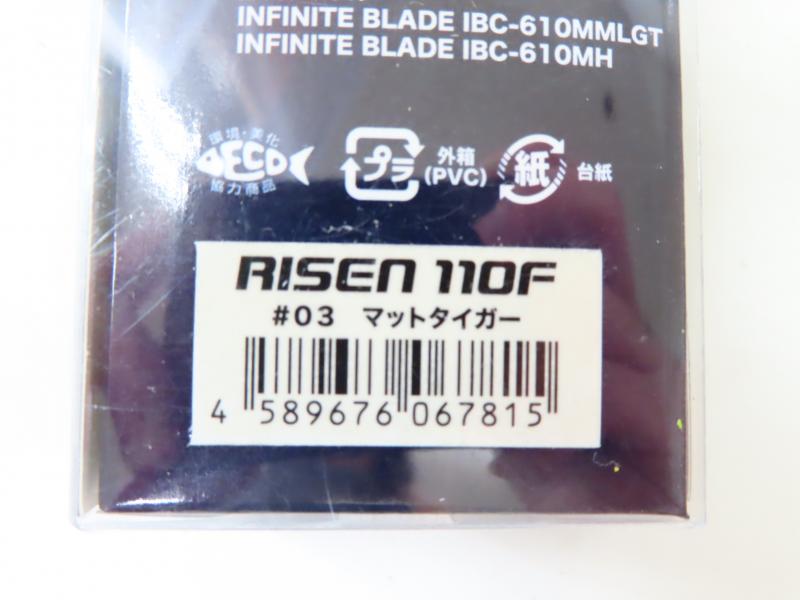 INFINITE BLADE IBC-610MMLGT
INFINITE BLADE IBC-610MH
環境・美化
ECO
協力商品
プラ
外箱
(PVC)
紙
台紙
RISEN 110F
#03 マットタイガー
4 589676 067815